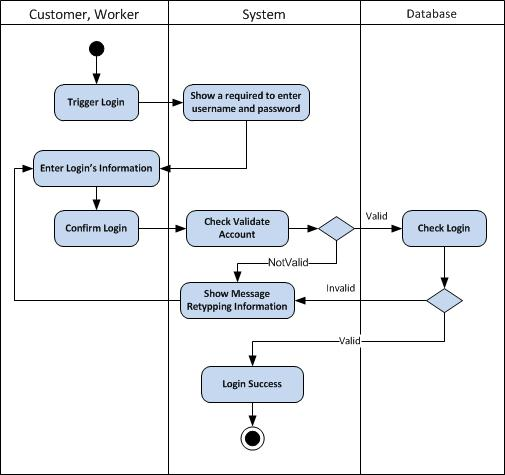 Customer, Worker
System
Database
Trigger Login
Show a required to enter
username and password
Enter Login's Information
Confirm Login
Check Validate
Account
Valid
Check Login
NotValid
Show Message
Retypping Information
Invalid
Valid
Login Success